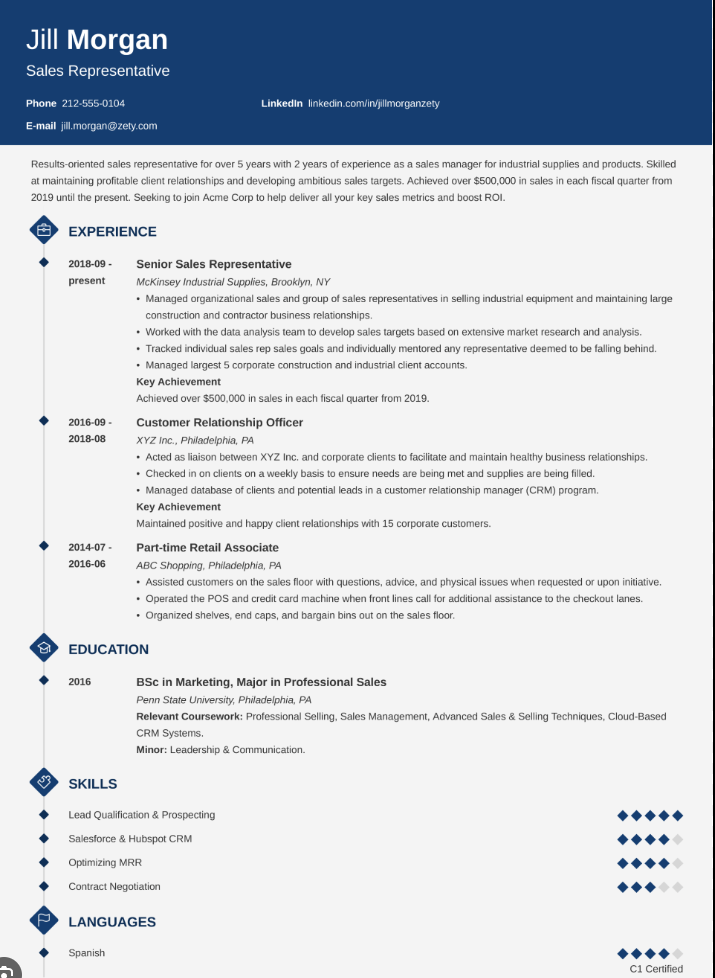 Jill Morgan
Sales Representative
Phone 212-555-0104
LinkedIn linkedin.com/in/jillmorganzety
E-mail jill.morgan@zety.com
Results-oriented sales representative for over 5 years with 2 years of experience as a sales manager for industrial supplies and products. Skilled
at maintaining profitable client relationships and developing ambitious sales targets. Achieved over $500,000 in sales in each fiscal quarter from
2019 until the present. Seeking to join Acme Corp to help deliver all your key sales metrics and boost ROI.
EXPERIENCE
2018-09 -
present
Senior Sales Representative
McKinsey Industrial Supplies, Brooklyn, NY
• Managed organizational sales and group of sales representatives in selling industrial equipment and maintaining large
construction and contractor business relationships.
• Worked with the data analysis team to develop sales targets based on extensive market research and analysis.
• Tracked individual sales rep sales goals and individually mentored any representative deemed to be falling behind.
• Managed largest 5 corporate construction and industrial client accounts.
Key Achievement
Achieved over $500,000 in sales in each fiscal quarter from 2019.
2016-09 -
2018-08
Customer Relationship Officer
XYZ Inc., Philadelphia, PA
• Acted as liaison between XYZ Inc. and corporate clients to facilitate and maintain healthy business relationships.
• Checked in on clients on a weekly basis to ensure needs are being met and supplies are being filled.
• Managed database of clients and potential leads in a customer relationship manager (CRM) program.
Key Achievement
Maintained positive and happy client relationships with 15 corporate customers.
2014-07 -
2016-06
Part-time Retail Associate
ABC Shopping, Philadelphia, PA
• Assisted customers on the sales floor with questions, advice, and physical issues when requested or upon initiative.
• Operated the POS and credit card machine when front lines call for additional assistance to the checkout lanes.
• Organized shelves, end caps, and bargain bins out on the sales floor.
EDUCATION
2016
BSc in Marketing, Major in Professional Sales
Penn State University, Philadelphia, PA
Relevant Coursework: Professional Selling, Sales Management, Advanced Sales & Selling Techniques, Cloud-Based
CRM Systems.
Minor: Leadership & Communication.
SKILLS
Lead Qualification & Prospecting
Salesforce & Hubspot CRM
Optimizing MRR
Contract Negotiation
LANGUAGES
Spanish
C1 Certified